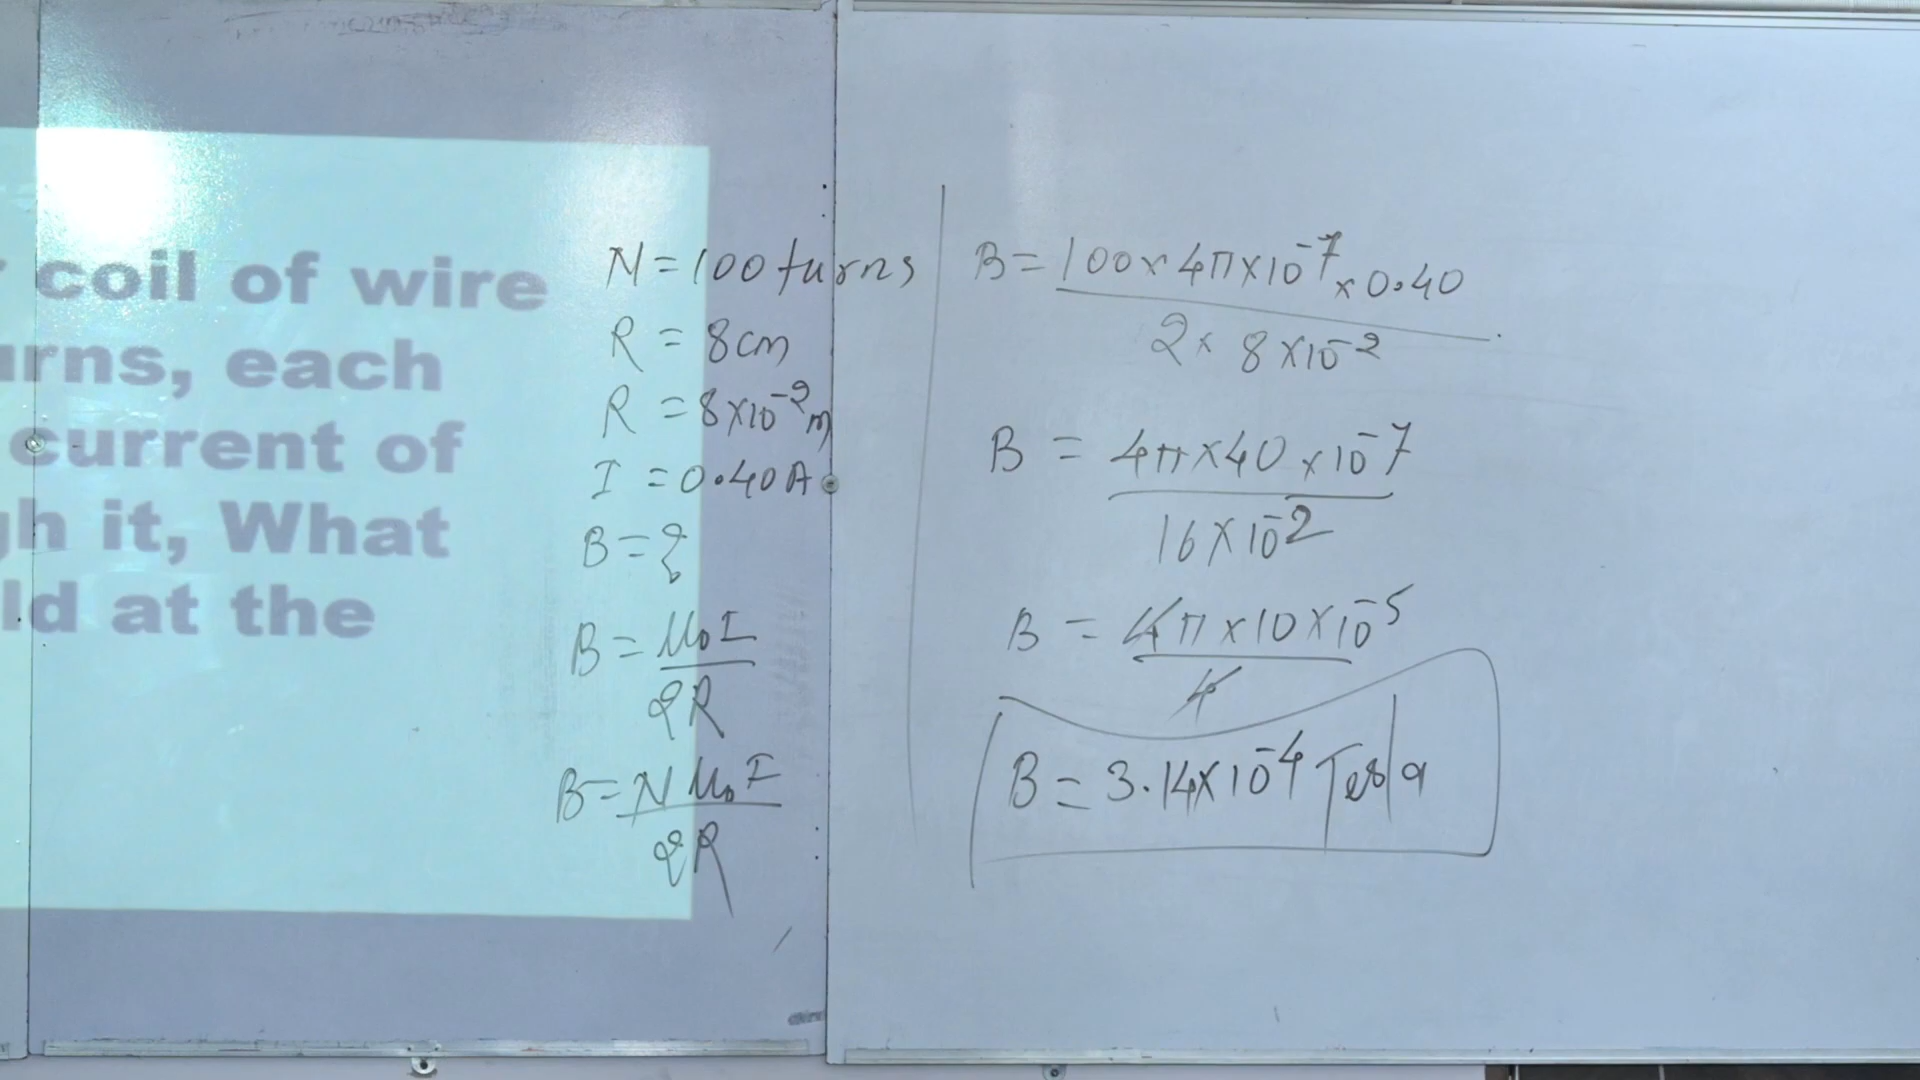 coil of wire
urns, each
current of
gh it, What
ld at the
N = 100 turns
R = 8cm
R = 8×10⁻²m
I = 0.40A
B = ?
B = μ₀I
2R
B = N μ₀I
2R
B = 100 × 4π×10⁻⁷ × 0.40
2 × 8×10⁻²
B = 4π×40 ×10⁻⁷
16×10⁻²
B = 4π×10×10⁻⁵
4
B = 3.14×10⁻⁴ Tesla